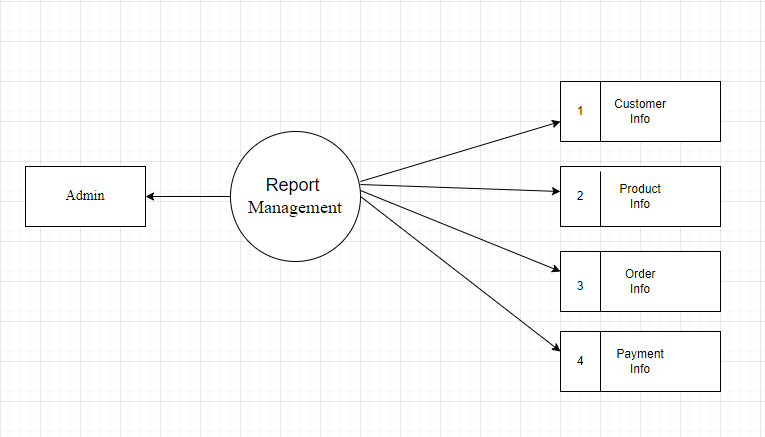 Admin
Report
Management
1
Customer
Info
2
Product
Info
3
Order
Info
4
Payment
Info